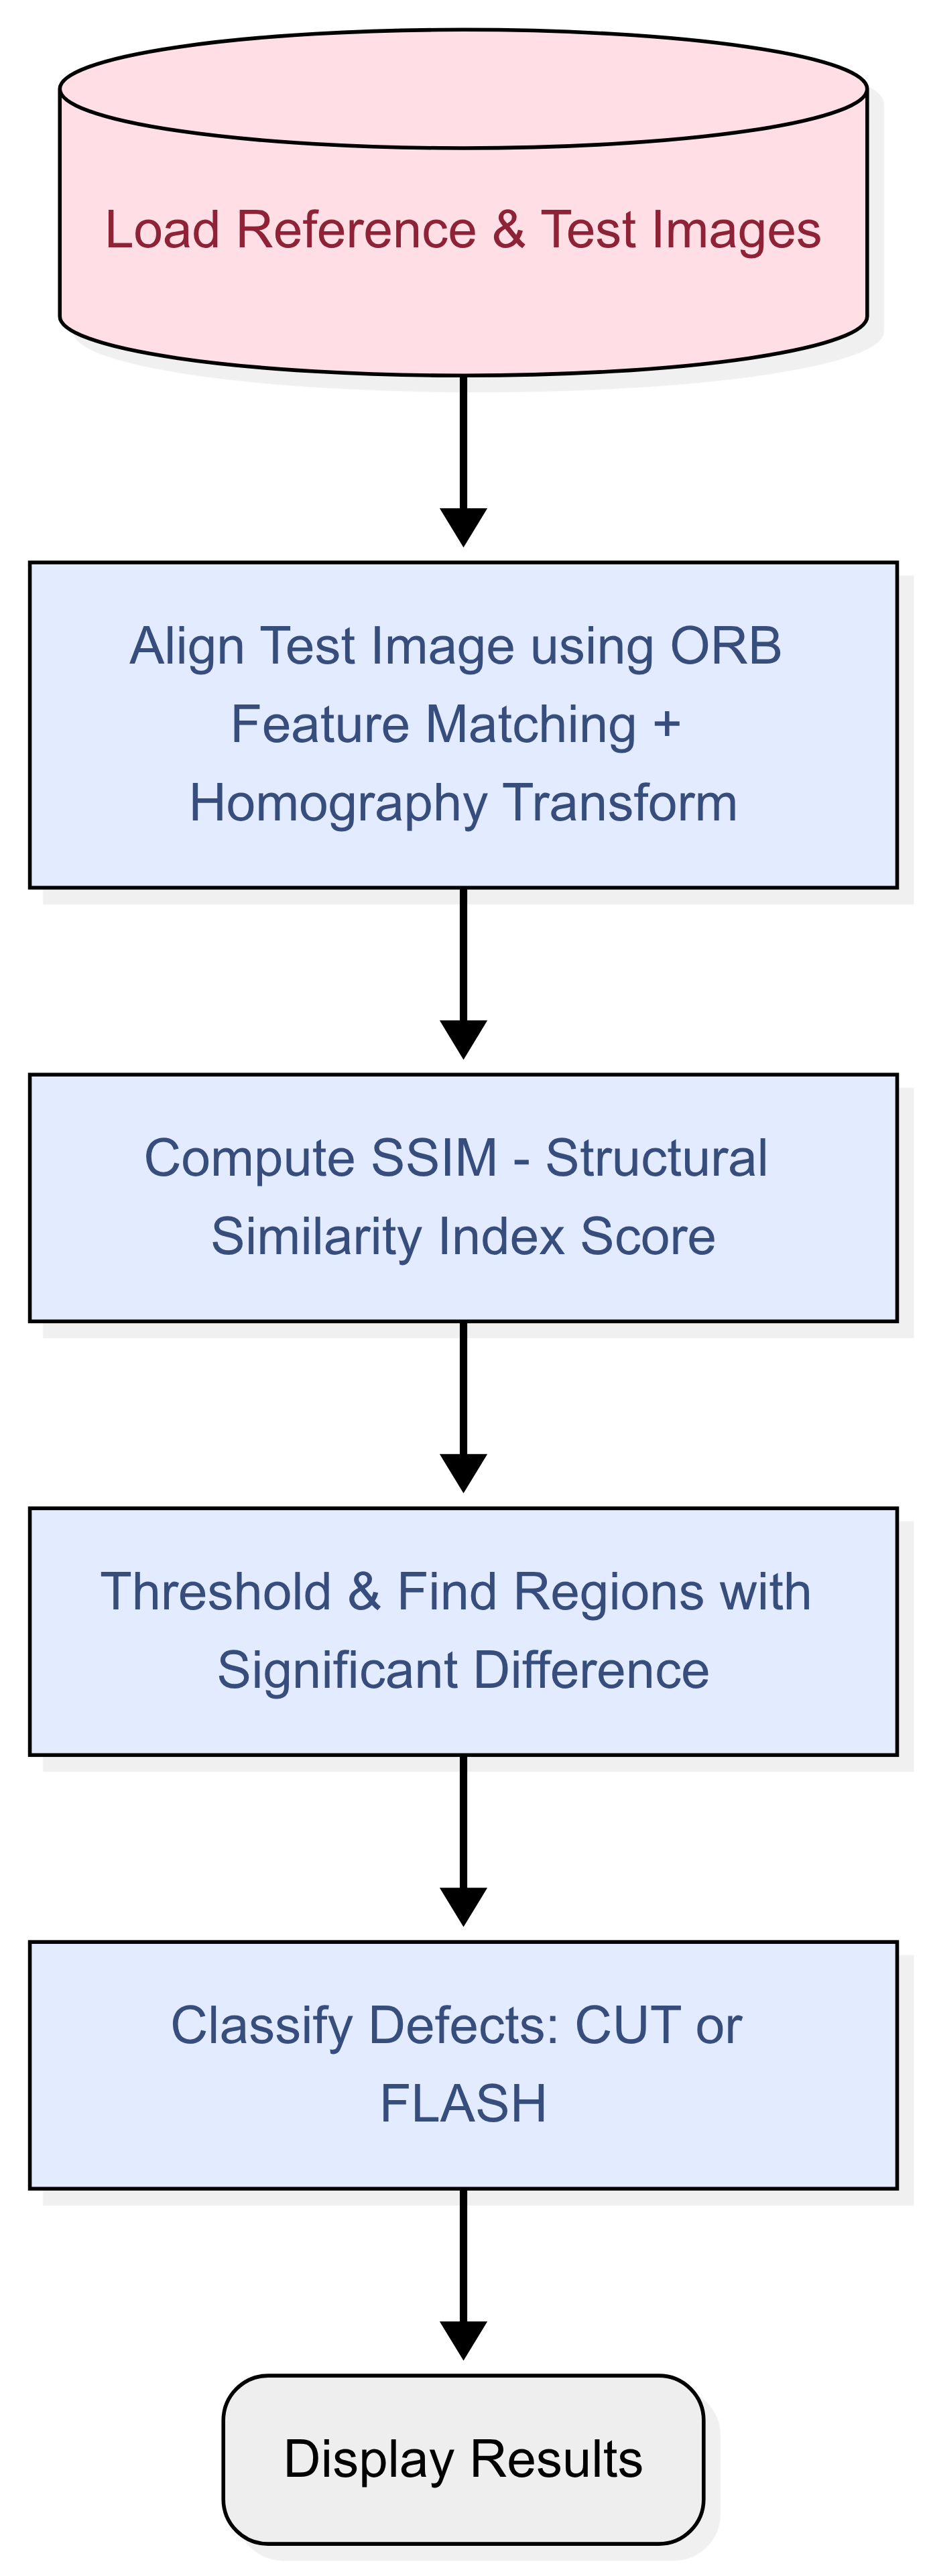 Load Reference & Test Images
Align Test Image using ORB
Feature Matching +
Homography Transform
Compute SSIM - Structural
Similarity Index Score
Threshold & Find Regions with
Significant Difference
Classify Defects: CUT or
FLASH
Display Results